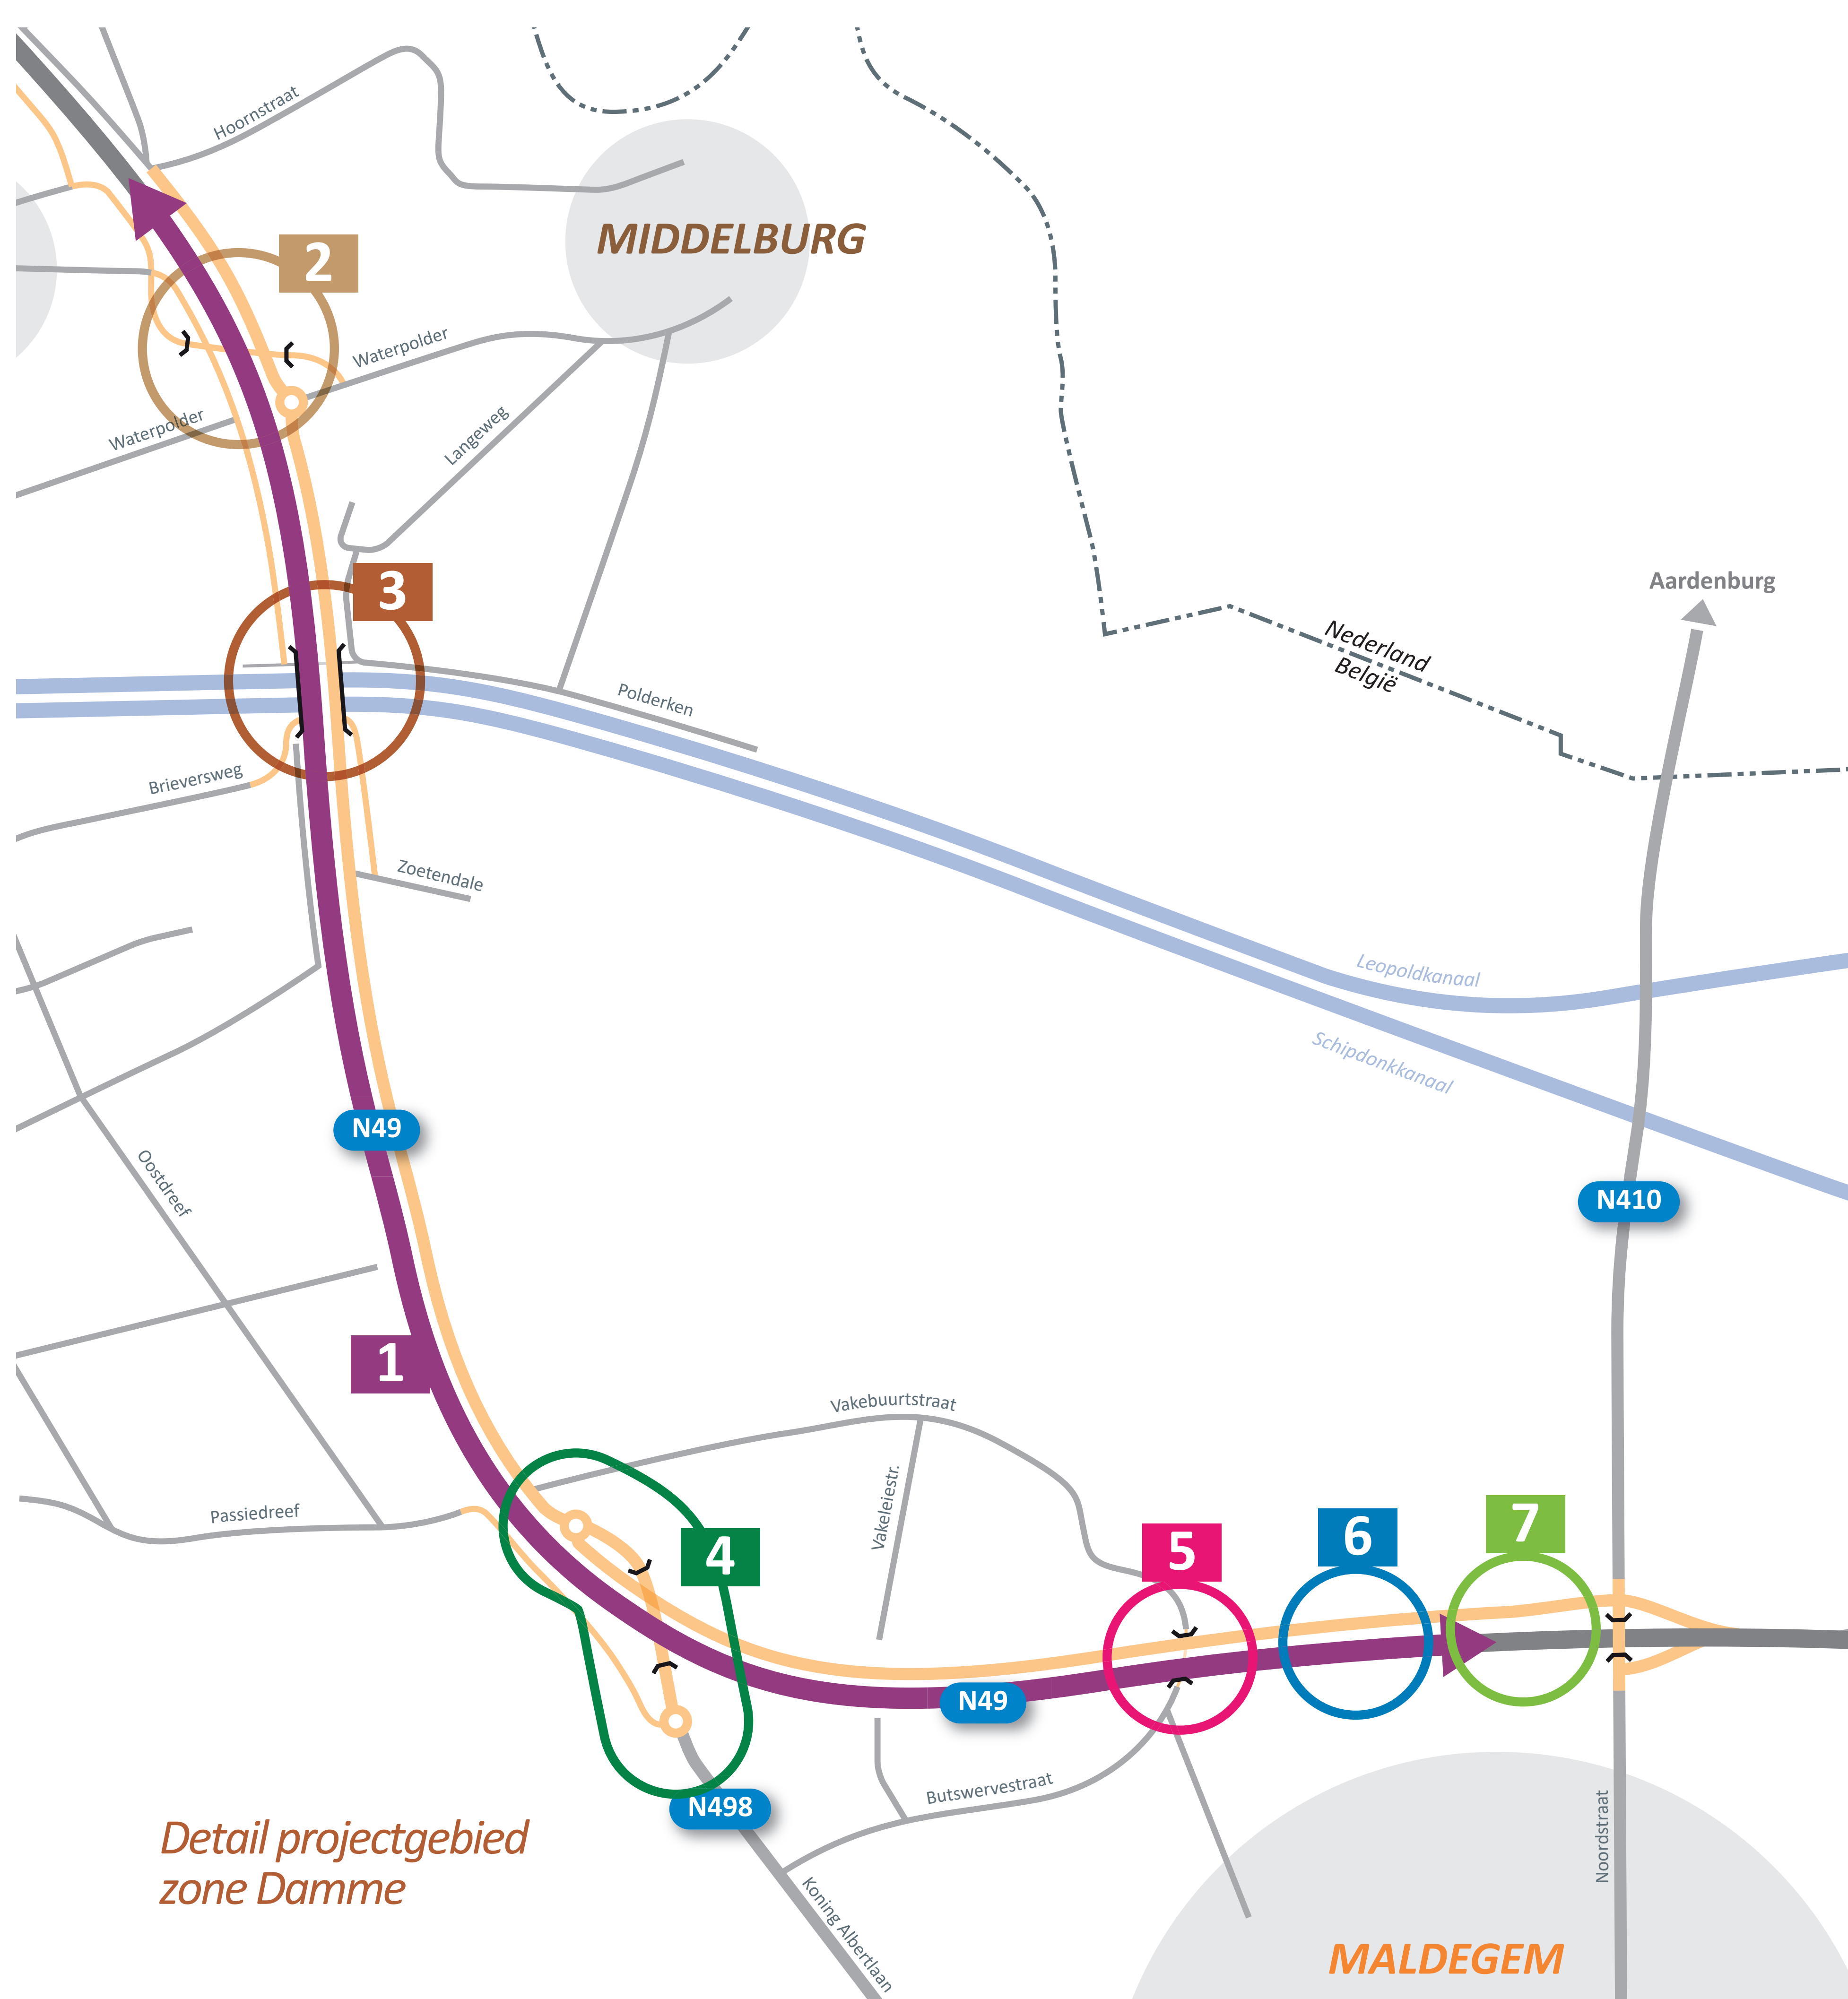 Hoornstraat
MIDDELBURG
2
Waterpolder
Waterpolder
Langeweg
Aardenburg
3
Nederland
België
Polderken
Brieversweg
Zoetendale
Leopoldkanaal
Schipdonkkanaal
N49
Oostdreef
N410
1
Vakebuurtstraat
Vakeleiestr.
Passiedreef
4
5
6
7
N49
Butswervestraat
N498
Noordstraat
Koning Albertlaan
Detail projectgebied
zone Damme
MALDEGEM